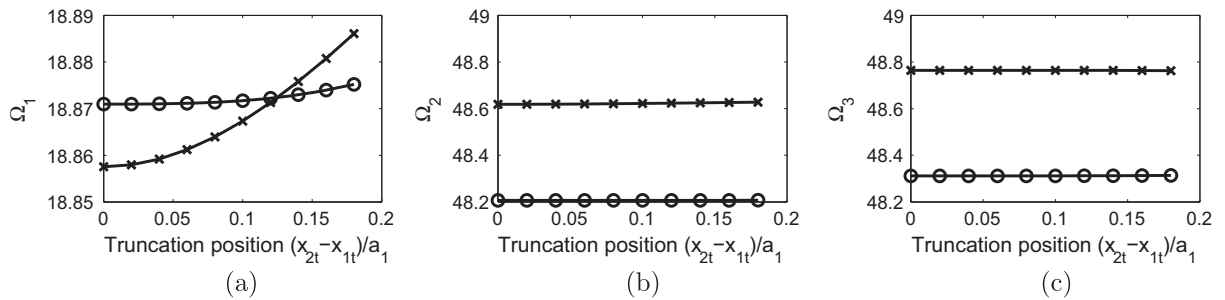 18.89
18.88
18.87
18.86
18.85
Ω₁
0 0.05 0.1 0.15 0.2
Truncation position (x₂ₜ−x₁ₜ)/a₁
(a)
49
48.8
48.6
48.4
48.2
Ω₂
0 0.05 0.1 0.15 0.2
Truncation position (x₂ₜ−x₁ₜ)/a₁
(b)
49
48.8
48.6
48.4
48.2
Ω₃
0 0.05 0.1 0.15 0.2
Truncation position (x₂ₜ−x₁ₜ)/a₁
(c)